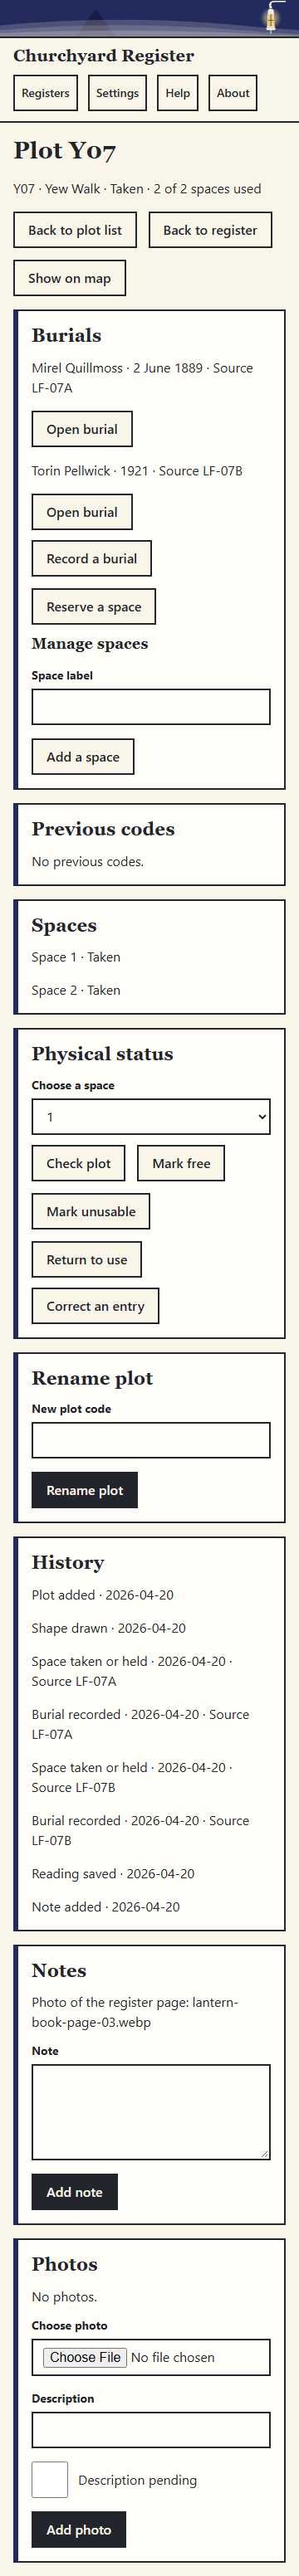 Churchyard Register
Registers
Settings
Help
About
Plot Y07
Y07 · Yew Walk · Taken · 2 of 2 spaces used
Back to plot list
Back to register
Show on map
Burials
Mirel Quillmoss · 2 June 1889 · Source
LF-07A
Open burial
Torin Pellwick · 1921 · Source LF-07B
Open burial
Record a burial
Reserve a space
Manage spaces
Space label
Add a space
Previous codes
No previous codes.
Spaces
Space 1 · Taken
Space 2 · Taken
Physical status
Choose a space
1
Check plot
Mark free
Mark unusable
Return to use
Correct an entry
Rename plot
New plot code
Rename plot
History
Plot added · 2026-04-20
Shape drawn · 2026-04-20
Space taken or held · 2026-04-20 ·
Source LF-07A
Burial recorded · 2026-04-20 · Source
LF-07A
Space taken or held · 2026-04-20 ·
Source LF-07B
Burial recorded · 2026-04-20 · Source
LF-07B
Reading saved · 2026-04-20
Note added · 2026-04-20
Notes
Photo of the register page: lantern-
book-page-03.webp
Note
Add note
Photos
No photos.
Choose photo
Choose File No file chosen
Description
Description pending
Add photo